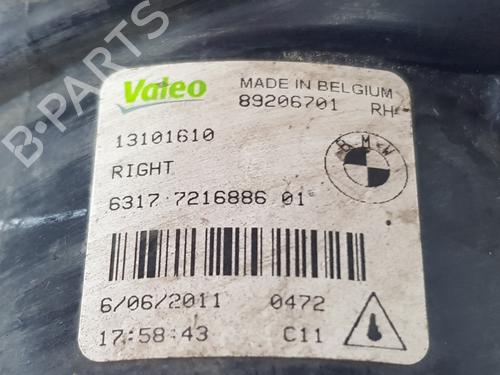 Valeo
MADE IN BELGIUM
89206701 RH
13101610
RIGHT
BMW
6317 7216886 01
6/06/2011 0472
17:58:43 C11
B-PARTS